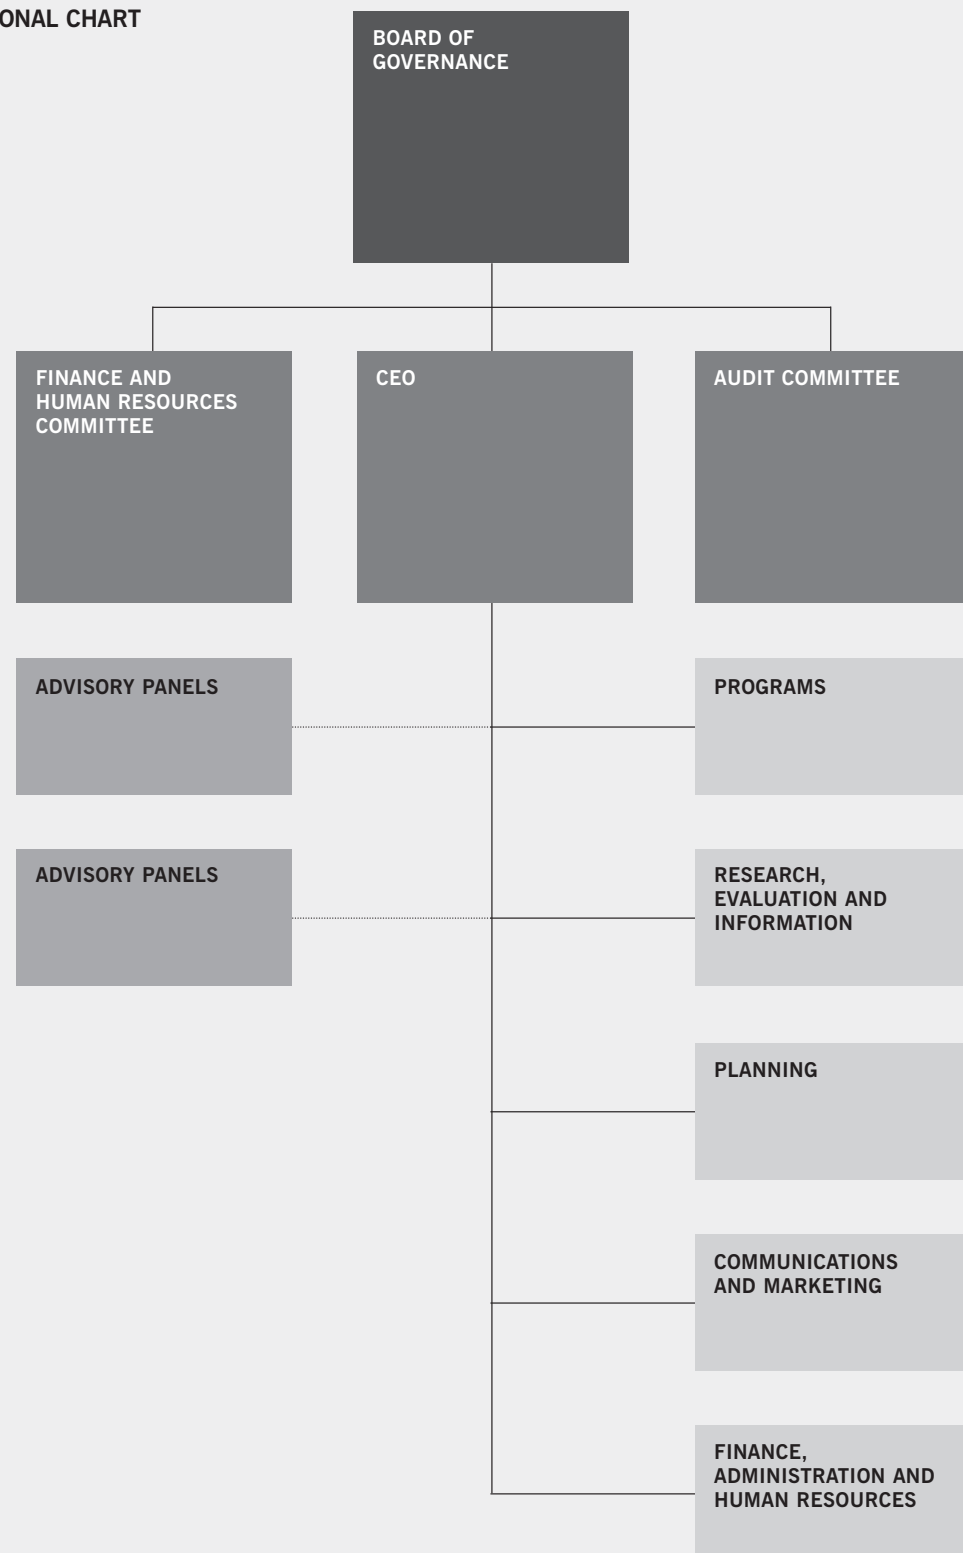 ONAL CHART
BOARD OF
GOVERNANCE
FINANCE AND
HUMAN RESOURCES
COMMITTEE
CEO
AUDIT COMMITTEE
ADVISORY PANELS
PROGRAMS
ADVISORY PANELS
RESEARCH,
EVALUATION AND
INFORMATION
PLANNING
COMMUNICATIONS
AND MARKETING
FINANCE,
ADMINISTRATION AND
HUMAN RESOURCES